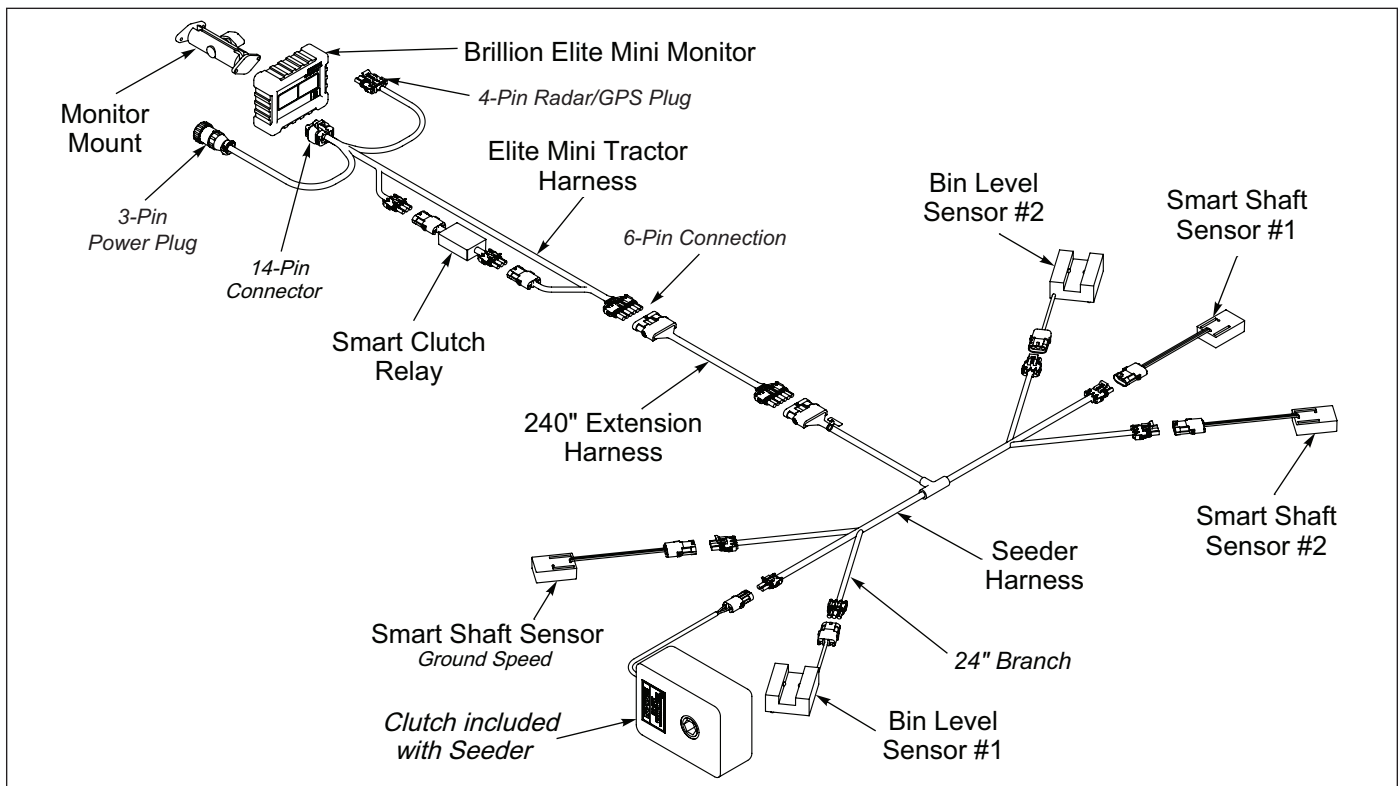 Brillion Elite Mini Monitor
4-Pin Radar/GPS Plug
Monitor
Mount
Elite Mini Tractor
Harness
3-Pin
Power Plug
14-Pin
Connector
6-Pin Connection
Smart Clutch
Relay
Bin Level
Sensor #2
Smart Shaft
Sensor #1
240" Extension
Harness
Smart Shaft
Sensor #2
Seeder
Harness
Smart Shaft Sensor
Ground Speed
24" Branch
Clutch included
with Seeder
Bin Level
Sensor #1